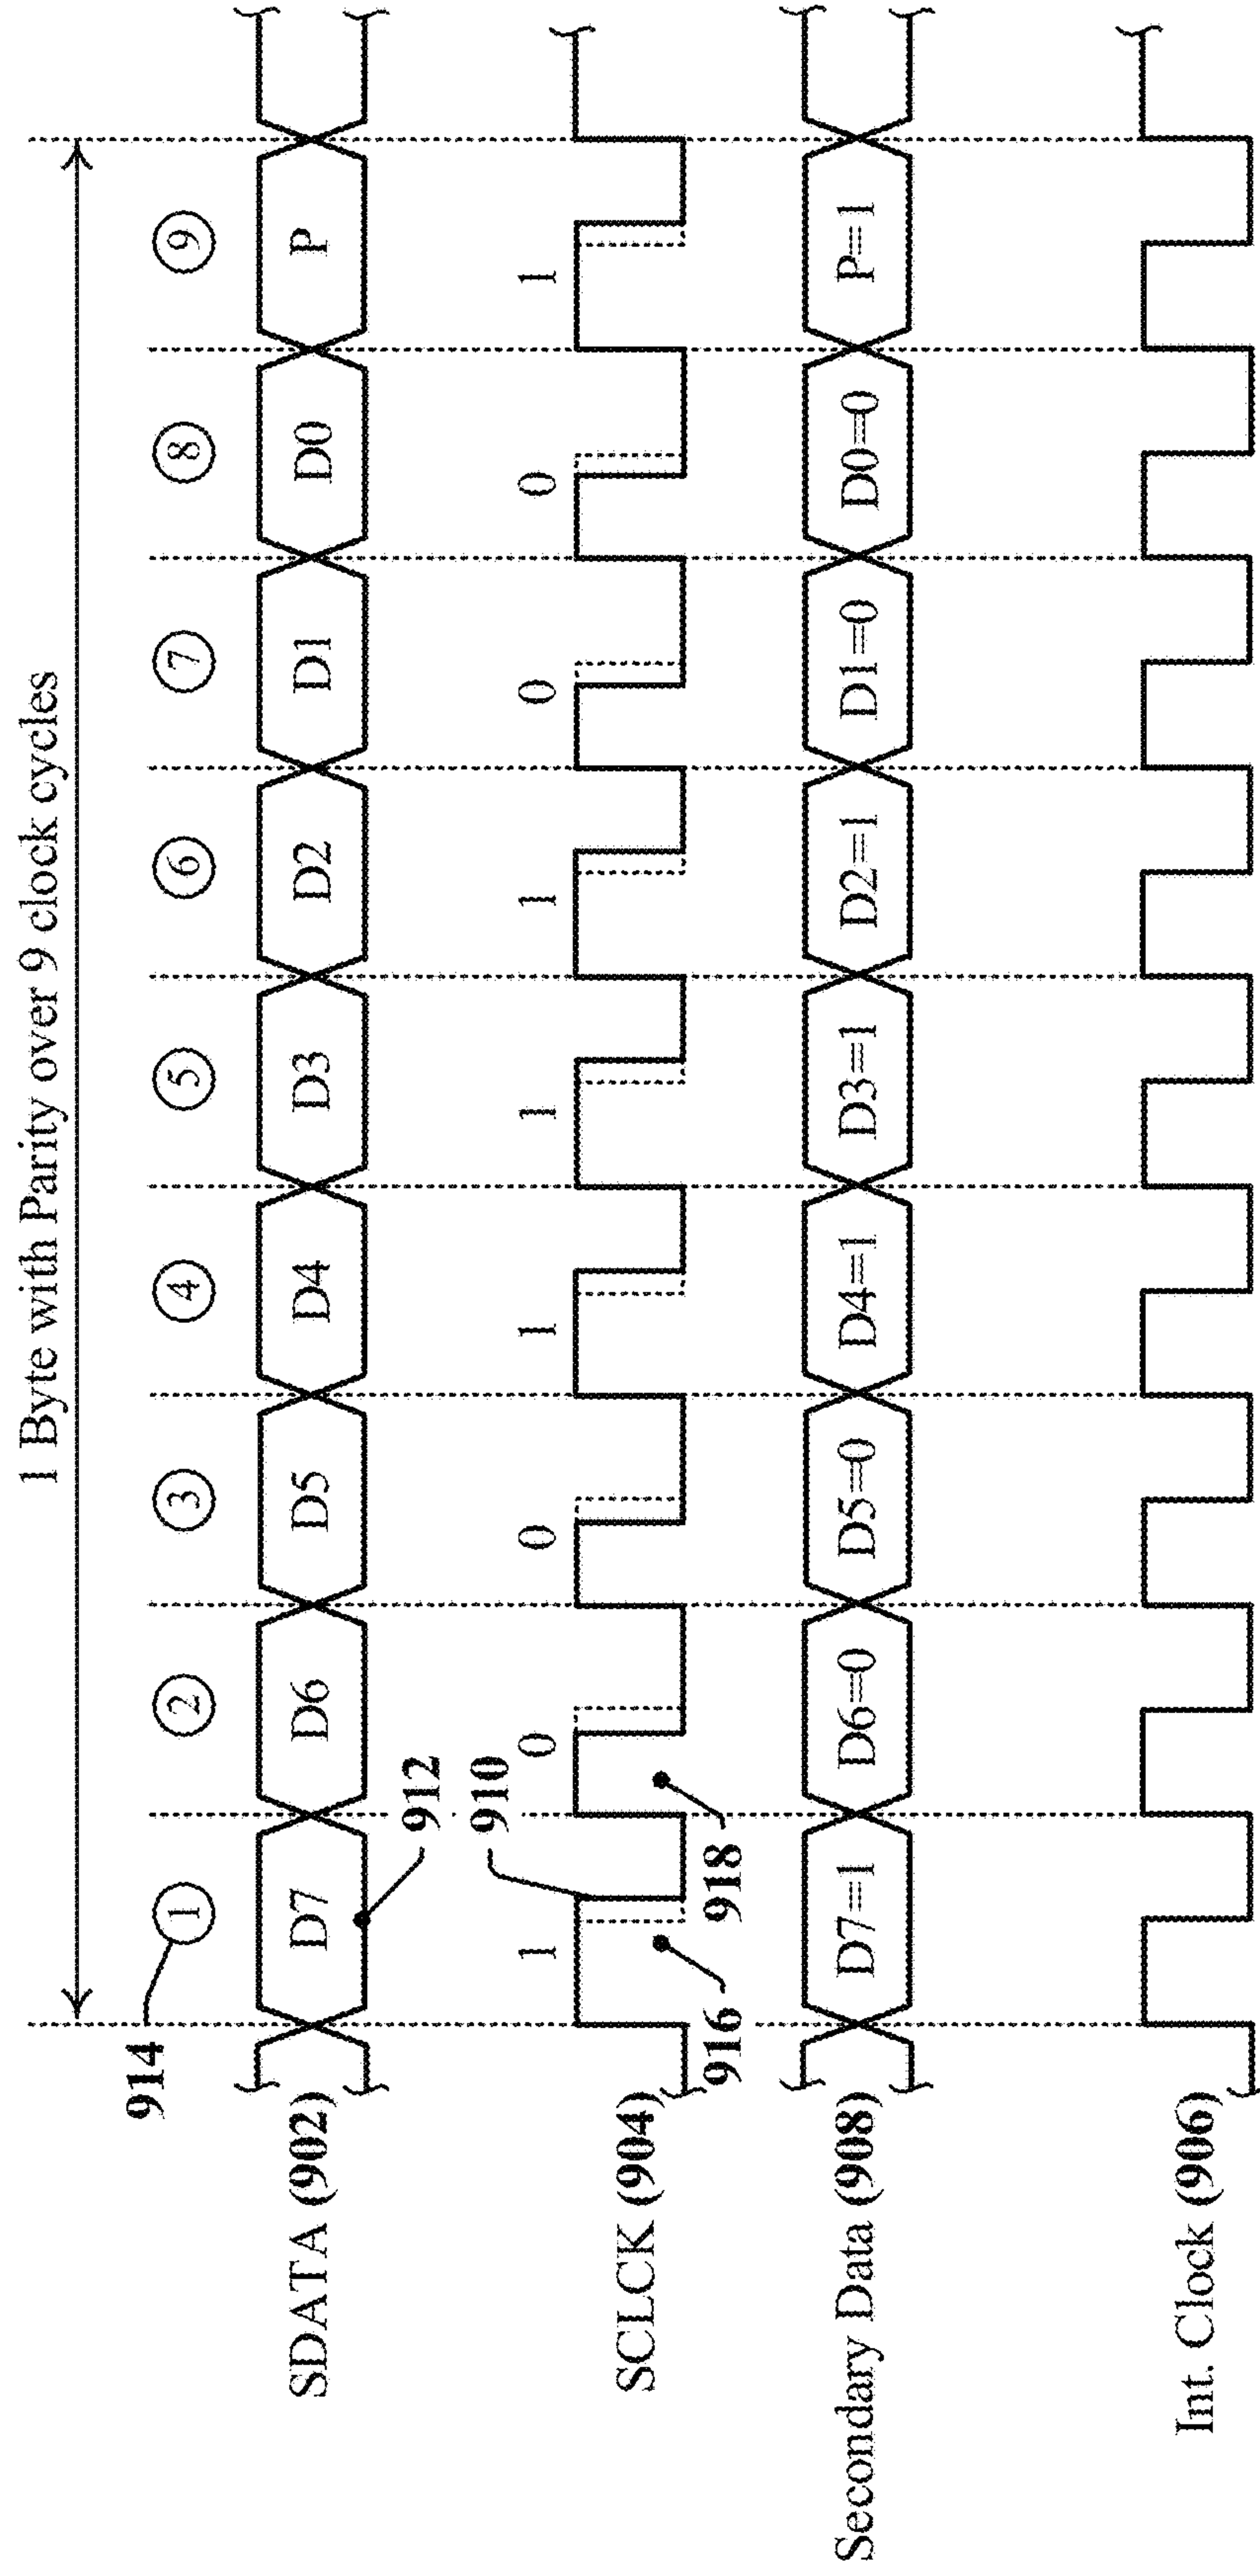 1 Byte with Parity over 9 clock cycles
914
1 2 3 4 5 6 7 8 9
SDATA (902)
D7 D6 D5 D4 D3 D2 D1 D0 P
912
910
1 0 0 1 1 1 0 0 1
SCLCK (904)
916
918
Secondary Data (908)
D7=1 D6=0 D5=0 D4=1 D3=1 D2=1 D1=0 D0=0 P=1
Int. Clock (906)